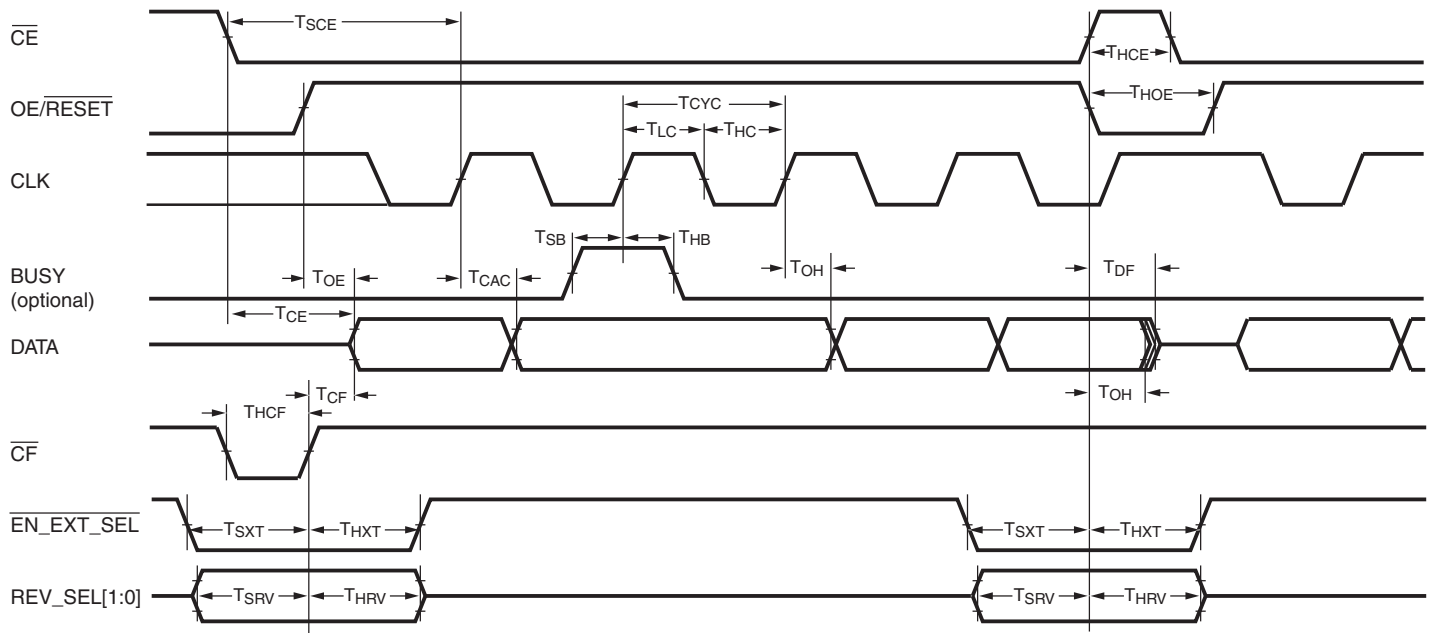 CE
TSCE
THCE
OE/RESET
THOE
TCYC
TLC
THC
CLK
TSB
THB
BUSY
(optional)
TOE
TCAC
TOH
TDF
TCE
DATA
TCF
TOH
THCF
CF
EN_EXT_SEL
TSXT
THXT
TSXT
THXT
REV_SEL[1:0]
TSRV
THRV
TSRV
THRV